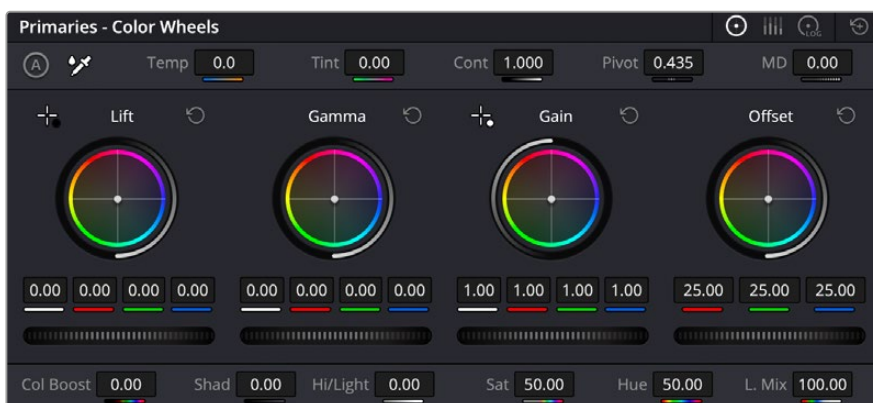 Primaries - Color Wheels
LOG
A Temp 0.0 Tint 0.00 Cont 1.000 Pivot 0.435 MD 0.00
Lift Gamma Gain Offset
0.00 0.00 0.00 0.00 0.00 0.00 0.00 0.00 1.00 1.00 1.00 1.00 25.00 25.00 25.00
Col Boost 0.00 Shad 0.00 Hi/Light 0.00 Sat 50.00 Hue 50.00 L. Mix 100.00